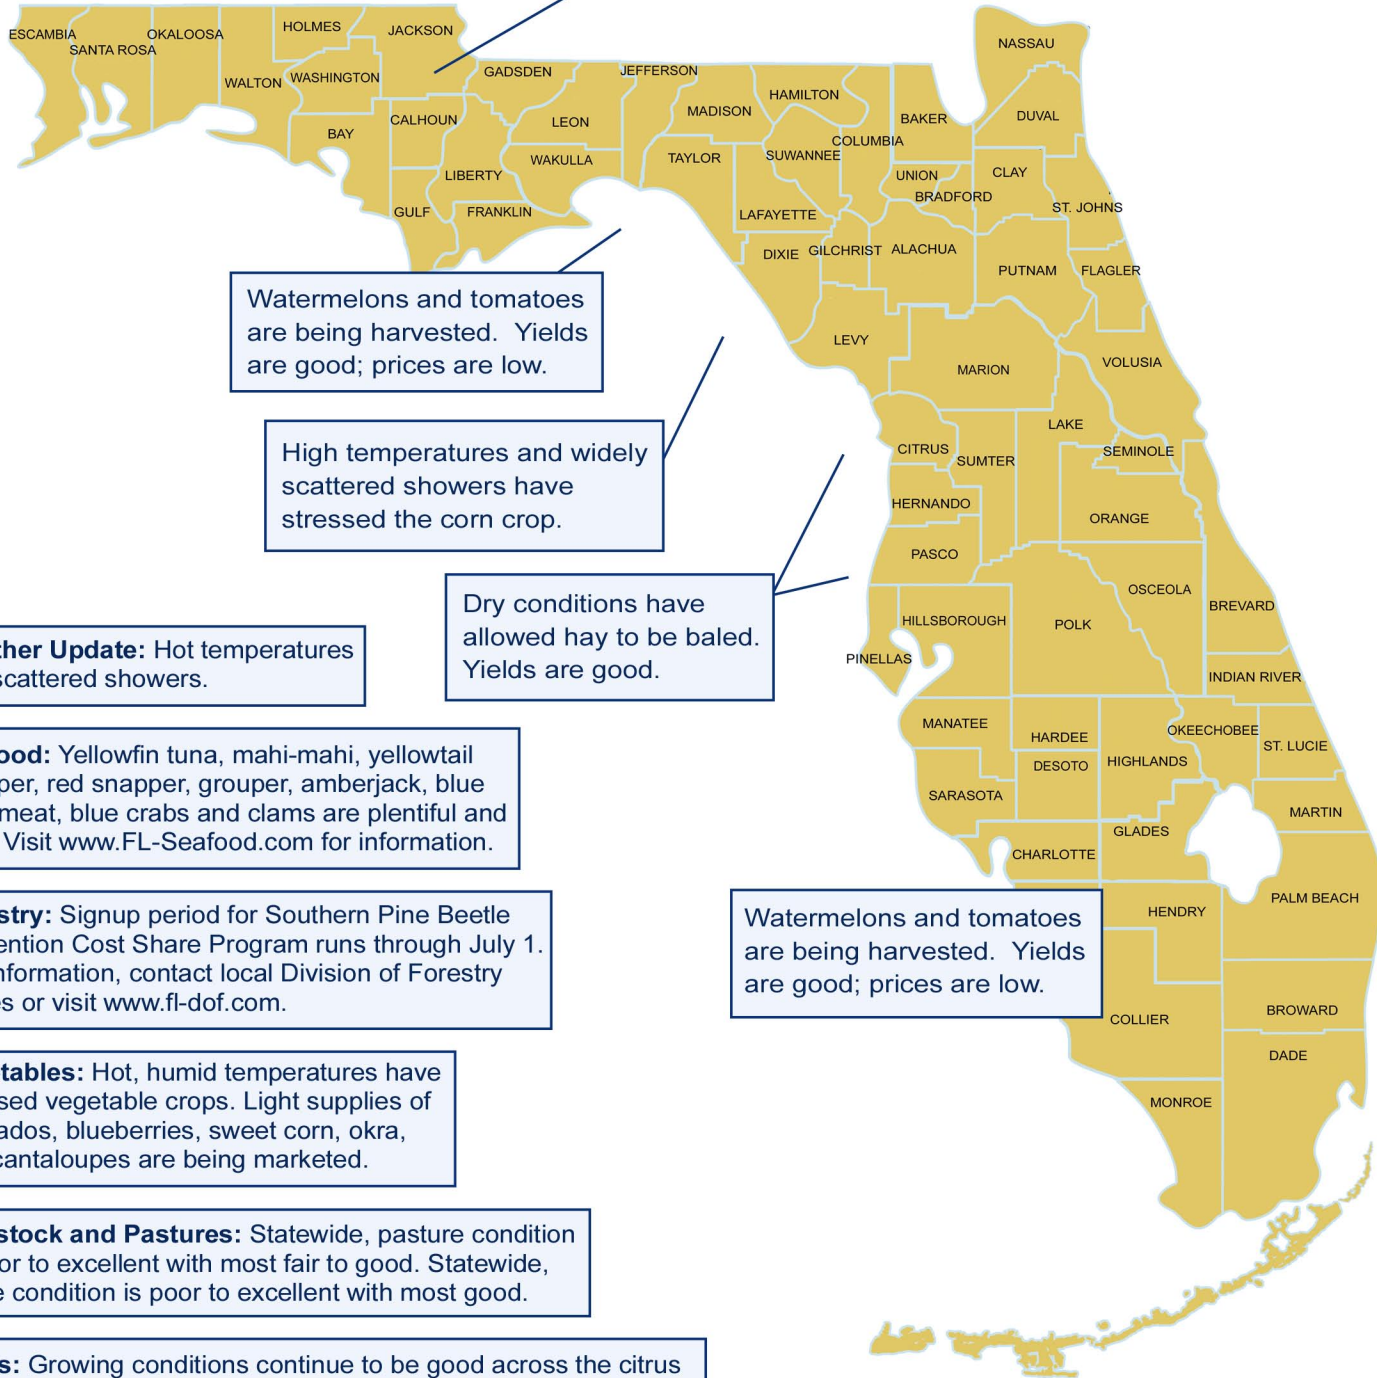 ESCAMBIA
SANTA ROSA
OKALOOSA
HOLMES
JACKSON
WALTON
WASHINGTON
GADSDEN
JEFFERSON
NASSAU
HAMILTON
MADISON
BAKER
DUVAL
BAY
CALHOUN
LEON
COLUMBIA
SUWANNEE
TAYLOR
WAKULLA
LIBERTY
UNION
CLAY
BRADFORD
ST. JOHNS
GULF
FRANKLIN
LAFAYETTE
DIXIE
GILCHRIST
ALACHUA
PUTNAM
FLAGLER
Watermelons and tomatoes
are being harvested. Yields
are good; prices are low.
LEVY
MARION
VOLUSIA
High temperatures and widely
scattered showers have
stressed the corn crop.
LAKE
CITRUS
SUMTER
SEMINOLE
HERNANDO
ORANGE
PASCO
OSCEOLA
BREVARD
Dry conditions have
allowed hay to be baled.
Yields are good.
HILLSBOROUGH
POLK
PINELLAS
INDIAN RIVER
ther Update: Hot temperatures
scattered showers.
MANATEE
HARDEE
OKEECHOBEE
ST. LUCIE
DESOTO
HIGHLANDS
SARASOTA
MARTIN
GLADES
CHARLOTTE
ood: Yellowfin tuna, mahi-mahi, yellowtail
per, red snapper, grouper, amberjack, blue
meat, blue crabs and clams are plentiful and
Visit www.FL-Seafood.com for information.
HENDRY
PALM BEACH
Watermelons and tomatoes
are being harvested. Yields
are good; prices are low.
stry: Signup period for Southern Pine Beetle
ention Cost Share Program runs through July 1.
nformation, contact local Division of Forestry
es or visit www.fl-dof.com.
COLLIER
BROWARD
DADE
MONROE
tables: Hot, humid temperatures have
sed vegetable crops. Light supplies of
ados, blueberries, sweet corn, okra,
cantaloupes are being marketed.
stock and Pastures: Statewide, pasture condition
or to excellent with most fair to good. Statewide,
e condition is poor to excellent with most good.
s: Growing conditions continue to be good across the citrus